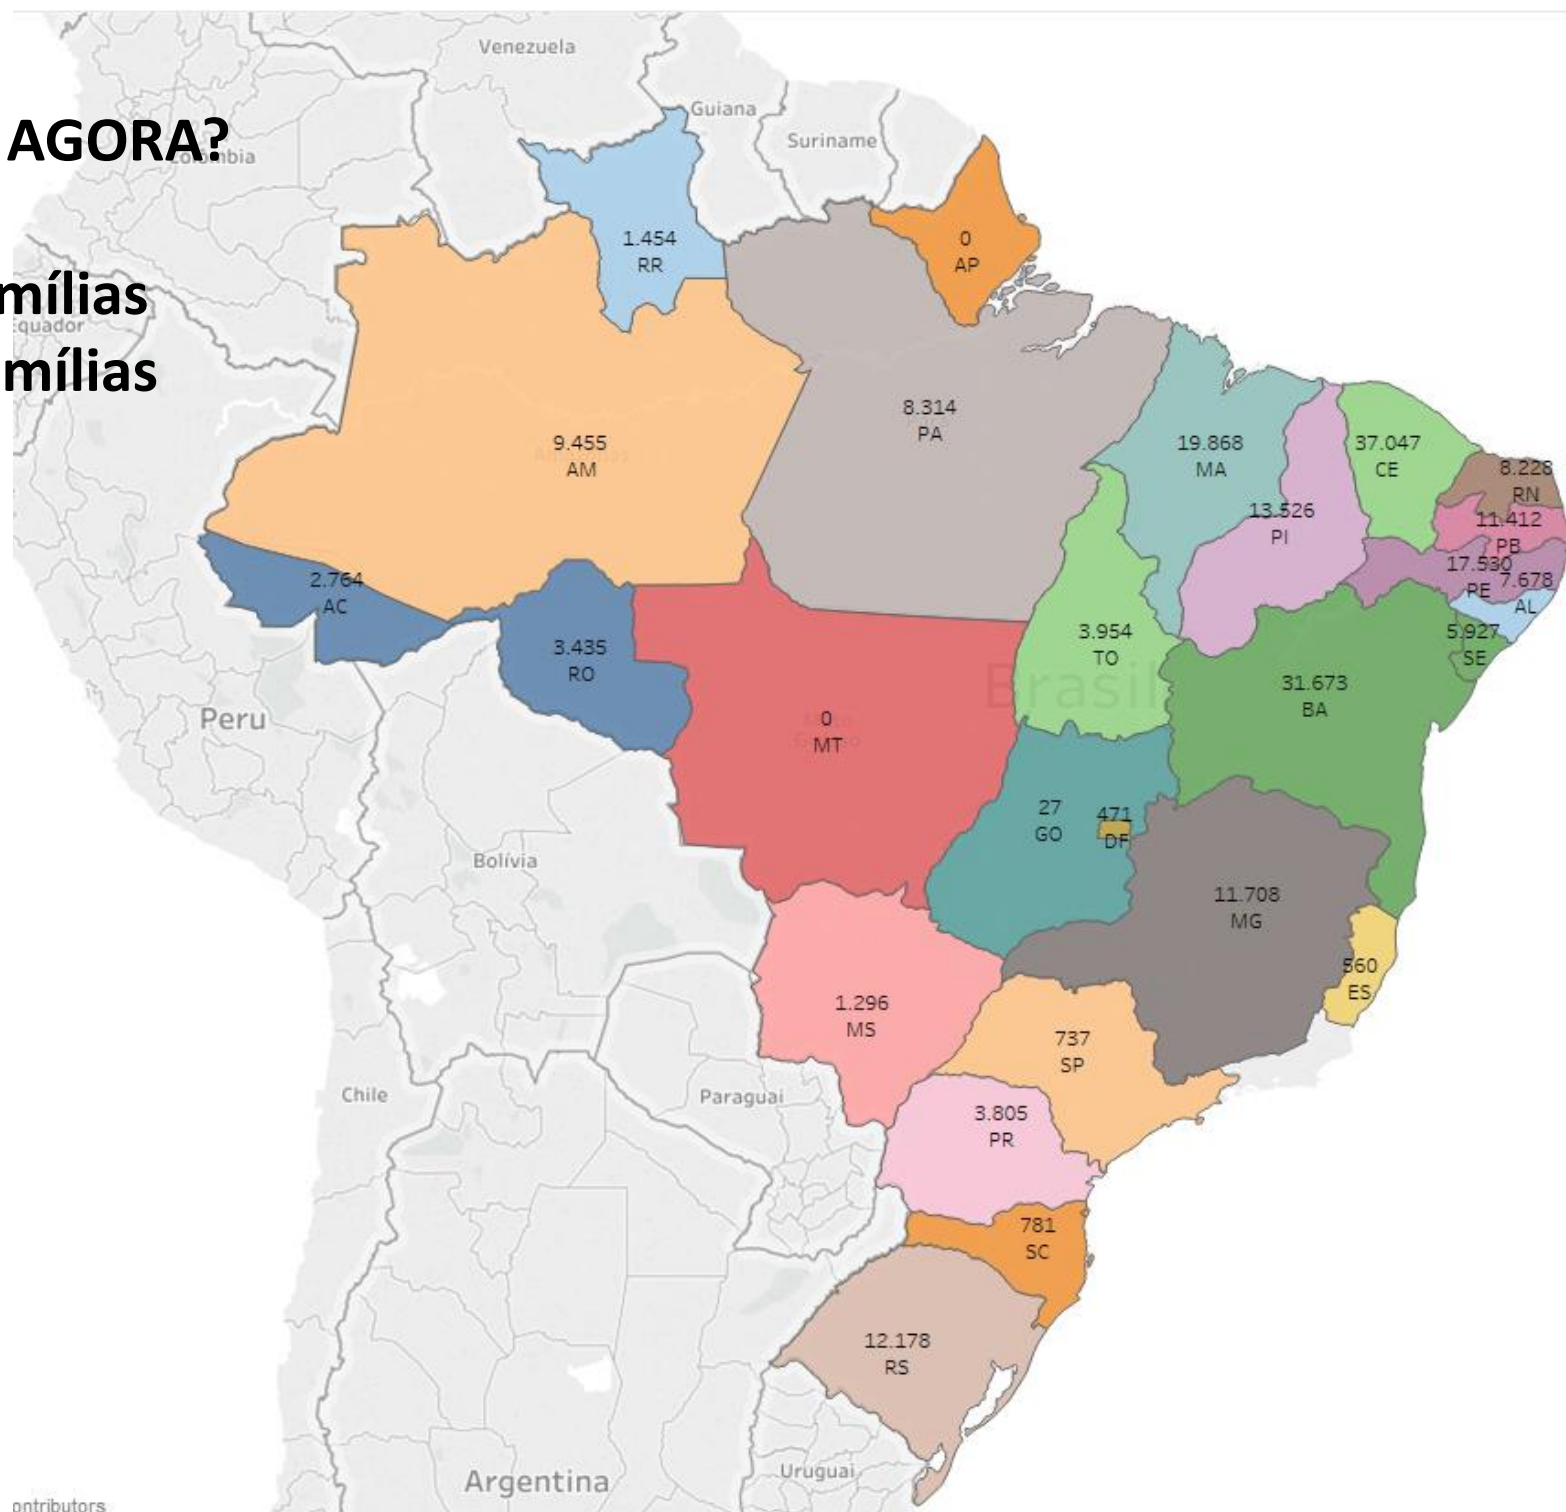 Venezuela
Guiana
Suriname
AGORA?
Colômbia
1.454
RR
0
AP
mílias
quador
mílias
8.314
PA
9.455
AM
19.868
MA
37.047
CE
8.228
RN
13.526
PI
11.412
PB
17.530
PE
7.678
AL
2.764
AC
3.435
RO
3.954
TO
5.927
SE
Brasil
31.673
BA
Peru
0
MT
27
GO
471
DF
Bolívia
11.708
MG
560
ES
1.296
MS
737
SP
Chile
Paraguai
3.805
PR
781
SC
12.178
RS
Argentina
Uruguai
ontributors